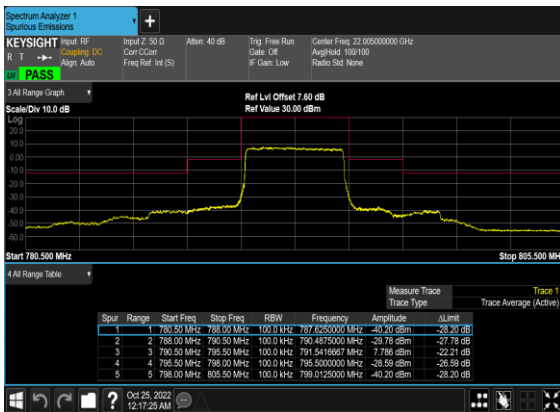 Spectrum Analyzer 1
Spurious Emissions
+
KEYSIGHT Input: RF Input Z: 50 Ω Atten: 40 dB Trig: Free Run Center Freq: 22.005000000 GHz
R T Coupling: DC Corr CCorr Gate: Off Avg|Hold: 100/100
Align: Auto Freq Ref: Int (S) IF Gain: Low Radio Std: None
PASS
3 All Range Graph
Ref Lvl Offset 7.60 dB
Scale/Div 10.0 dB Ref Value 30.00 dBm
Log
20.0
10.0
0.00
-10.0
-20.0
-30.0
-40.0
-50.0
-60.0
Start 780.500 MHz Stop 805.500 MH
4 All Range Table
Measure Trace Trace 1
Trace Type Trace Average (Active)
Spur Range Start Freq Stop Freq RBW Frequency Amplitude ΔLimit
1 1 780.50 MHz 788.00 MHz 100.0 kHz 787.6250000 MHz -40.20 dBm -28.20 dB
2 2 788.00 MHz 790.50 MHz 100.0 kHz 790.4875000 MHz -29.78 dBm -27.78 dB
3 3 790.50 MHz 795.50 MHz 100.0 kHz 791.5416667 MHz 7.786 dBm -22.21 dB
4 4 795.50 MHz 798.00 MHz 100.0 kHz 795.5000000 MHz -28.59 dBm -26.59 dB
5 5 798.00 MHz 805.50 MHz 100.0 kHz 799.0125000 MHz -40.20 dBm -28.20 dB
? Oct 25, 2022
12:17:25 AM